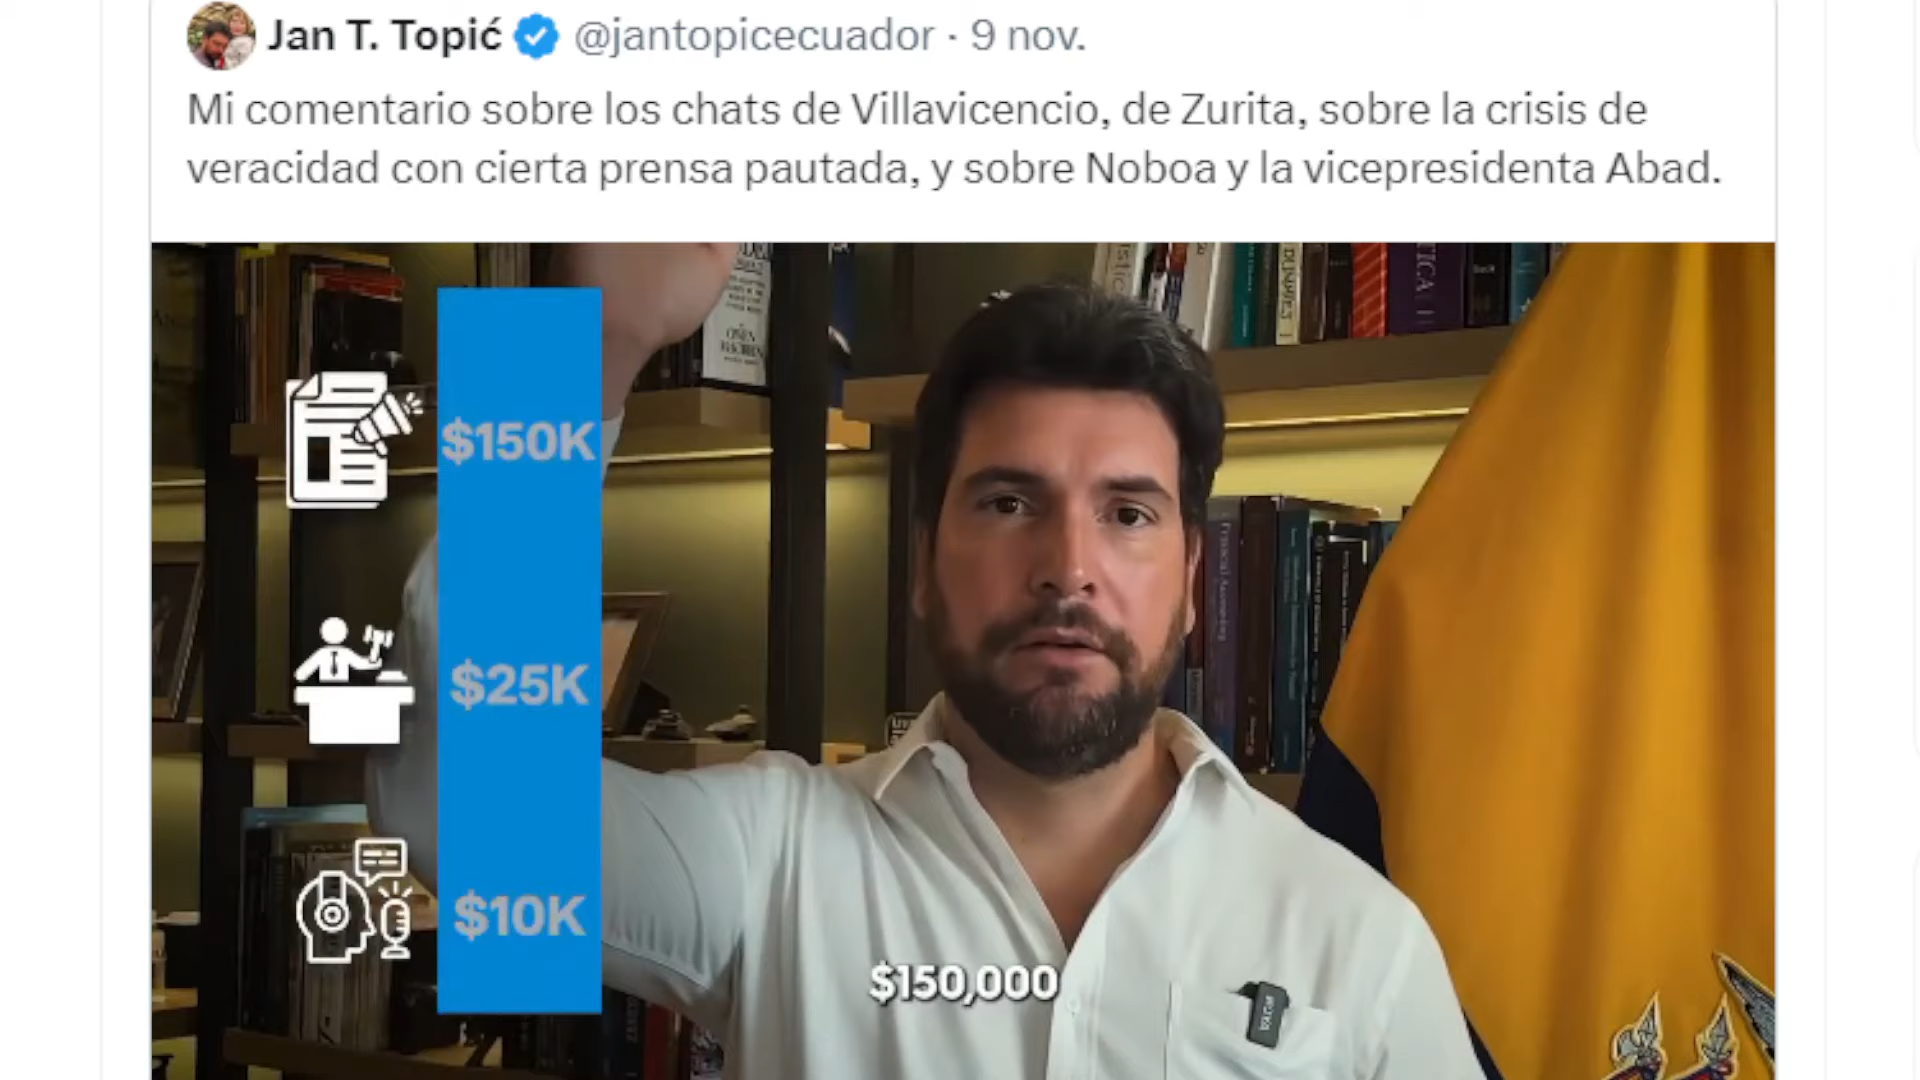 Jan T. Topić @jantopicecuador · 9 nov.
Mi comentario sobre los chats de Villavicencio, de Zurita, sobre la crisis de
veracidad con cierta prensa pautada, y sobre Noboa y la vicepresidenta Abad.
$150K
$25K
$10K
$150,000